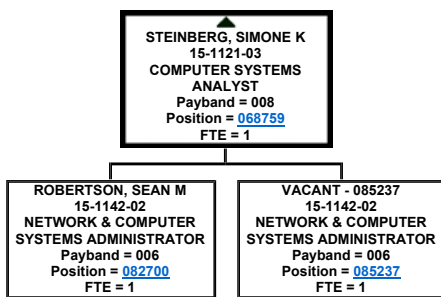 STEINBERG, SIMONE K
15-1121-03
COMPUTER SYSTEMS
ANALYST
Payband = 008
Position = 068759
FTE = 1
ROBERTSON, SEAN M
15-1142-02
NETWORK & COMPUTER
SYSTEMS ADMINISTRATOR
Payband = 006
Position = 082700
FTE = 1
VACANT - 085237
15-1142-02
NETWORK & COMPUTER
SYSTEMS ADMINISTRATOR
Payband = 006
Position = 085237
FTE = 1